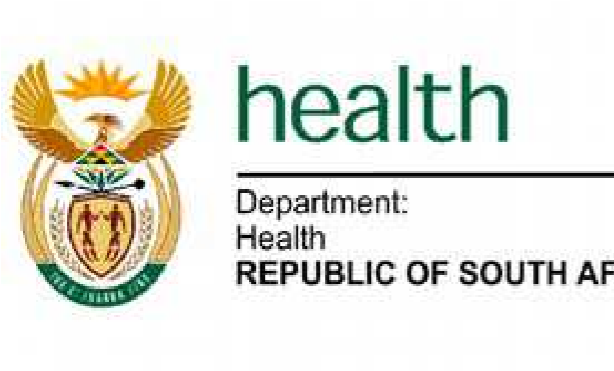 health
Department:
Health
REPUBLIC OF SOUTH AF